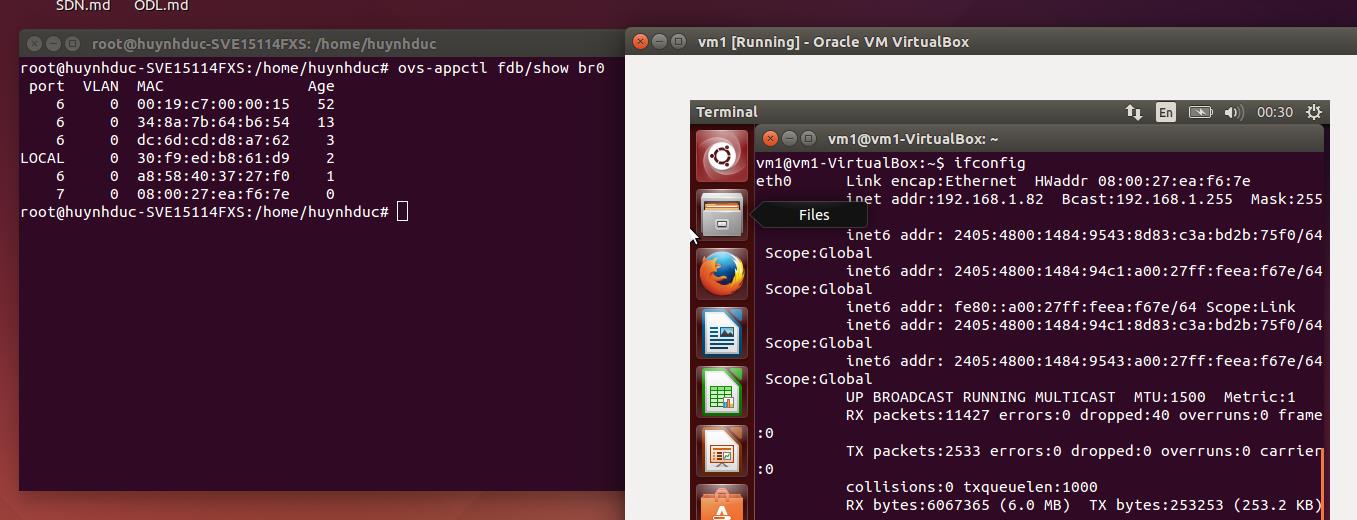 SDN.md ODL.md
root@huynhduc-SVE15114FXS: /home/huynhduc
root@huynhduc-SVE15114FXS:/home/huynhduc# ovs-appctl fdb/show br0
port VLAN MAC Age
6 0 00:19:c7:00:00:15 52
6 0 34:8a:7b:64:b6:54 13
6 0 dc:6d:cd:d8:a7:62 3
LOCAL 0 30:f9:ed:b8:61:d9 2
6 0 a8:58:40:37:27:f0 1
7 0 08:00:27:ea:f6:7e 0
root@huynhduc-SVE15114FXS:/home/huynhduc#
vm1 [Running] - Oracle VM VirtualBox
Terminal En 00:30
vm1@vm1-VirtualBox: ~
vm1@vm1-VirtualBox:~$ ifconfig
eth0 Link encap:Ethernet HWaddr 08:00:27:ea:f6:7e
inet addr:192.168.1.82 Bcast:192.168.1.255 Mask:255
Files
inet6 addr: 2405:4800:1484:9543:8d83:c3a:bd2b:75f0/64
Scope:Global
inet6 addr: 2405:4800:1484:94c1:a00:27ff:feea:f67e/64
Scope:Global
inet6 addr: fe80::a00:27ff:feea:f67e/64 Scope:Link
inet6 addr: 2405:4800:1484:94c1:8d83:c3a:bd2b:75f0/64
Scope:Global
inet6 addr: 2405:4800:1484:9543:a00:27ff:feea:f67e/64
Scope:Global
UP BROADCAST RUNNING MULTICAST MTU:1500 Metric:1
RX packets:11427 errors:0 dropped:40 overruns:0 frame
:0
TX packets:2533 errors:0 dropped:0 overruns:0 carrier
:0
collisions:0 txqueuelen:1000
RX bytes:6067365 (6.0 MB) TX bytes:253253 (253.2 KB)